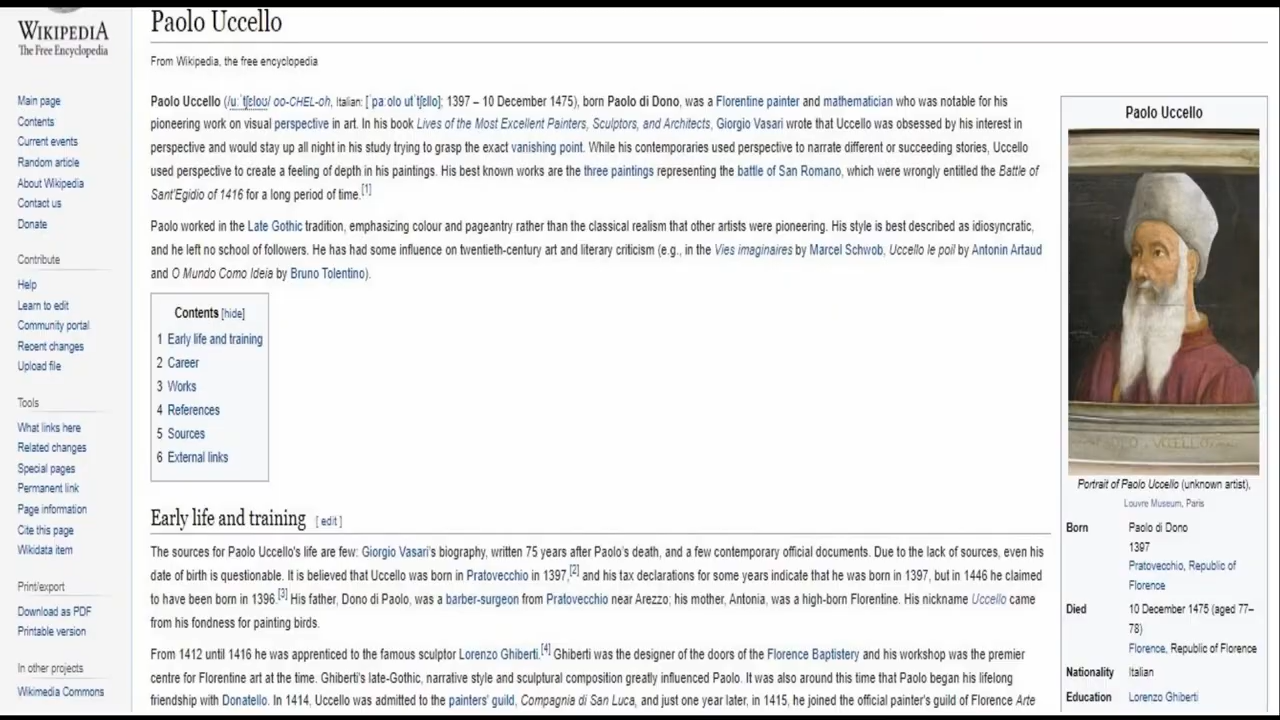 WIKIPEDIA
The Free Encyclopedia
Main page
Contents
Current events
Random article
About Wikipedia
Contact us
Donate
Contribute
Help
Learn to edit
Community portal
Recent changes
Upload file
Tools
What links here
Related changes
Special pages
Permanent link
Page information
Cite this page
Wikidata item
Print/export
Download as PDF
Printable version
In other projects
Wikimedia Commons
Paolo Uccello
From Wikipedia, the free encyclopedia
Paolo Uccello (/uːˈtʃɛloʊ/ oo-CHEL-oh, Italian: [ˈpaːolo utˈtʃɛllo]; 1397 – 10 December 1475), born Paolo di Dono, was a Florentine painter and mathematician who was notable for his
pioneering work on visual perspective in art. In his book Lives of the Most Excellent Painters, Sculptors, and Architects, Giorgio Vasari wrote that Uccello was obsessed by his interest in
perspective and would stay up all night in his study trying to grasp the exact vanishing point. While his contemporaries used perspective to narrate different or succeeding stories, Uccello
used perspective to create a feeling of depth in his paintings. His best known works are the three paintings representing the battle of San Romano, which were wrongly entitled the Battle of
Sant'Egidio of 1416 for a long period of time.[1]
Paolo worked in the Late Gothic tradition, emphasizing colour and pageantry rather than the classical realism that other artists were pioneering. His style is best described as idiosyncratic,
and he left no school of followers. He has had some influence on twentieth-century art and literary criticism (e.g., in the Vies imaginaires by Marcel Schwob, Uccello le poil by Antonin Artaud
and O Mundo Como Ideia by Bruno Tolentino).
Contents [hide]
1 Early life and training
2 Career
3 Works
4 References
5 Sources
6 External links
Early life and training [ edit ]
The sources for Paolo Uccello's life are few: Giorgio Vasari's biography, written 75 years after Paolo's death, and a few contemporary official documents. Due to the lack of sources, even his
date of birth is questionable. It is believed that Uccello was born in Pratovecchio in 1397,[2] and his tax declarations for some years indicate that he was born in 1397, but in 1446 he claimed
to have been born in 1396.[3] His father, Dono di Paolo, was a barber-surgeon from Pratovecchio near Arezzo; his mother, Antonia, was a high-born Florentine. His nickname Uccello came
from his fondness for painting birds.
From 1412 until 1416 he was apprenticed to the famous sculptor Lorenzo Ghiberti.[4] Ghiberti was the designer of the doors of the Florence Baptistery and his workshop was the premier
centre for Florentine art at the time. Ghiberti's late-Gothic, narrative style and sculptural composition greatly influenced Paolo. It was also around this time that Paolo began his lifelong
friendship with Donatello. In 1414, Uccello was admitted to the painters' guild, Compagnia di San Luca, and just one year later, in 1415, he joined the official painter's guild of Florence Arte
Paolo Uccello
Portrait of Paolo Uccello (unknown artist),
Louvre Museum, Paris
Born Paolo di Dono
1397
Pratovecchio, Republic of
Florence
Died 10 December 1475 (aged 77–
78)
Florence, Republic of Florence
Nationality Italian
Education Lorenzo Ghiberti